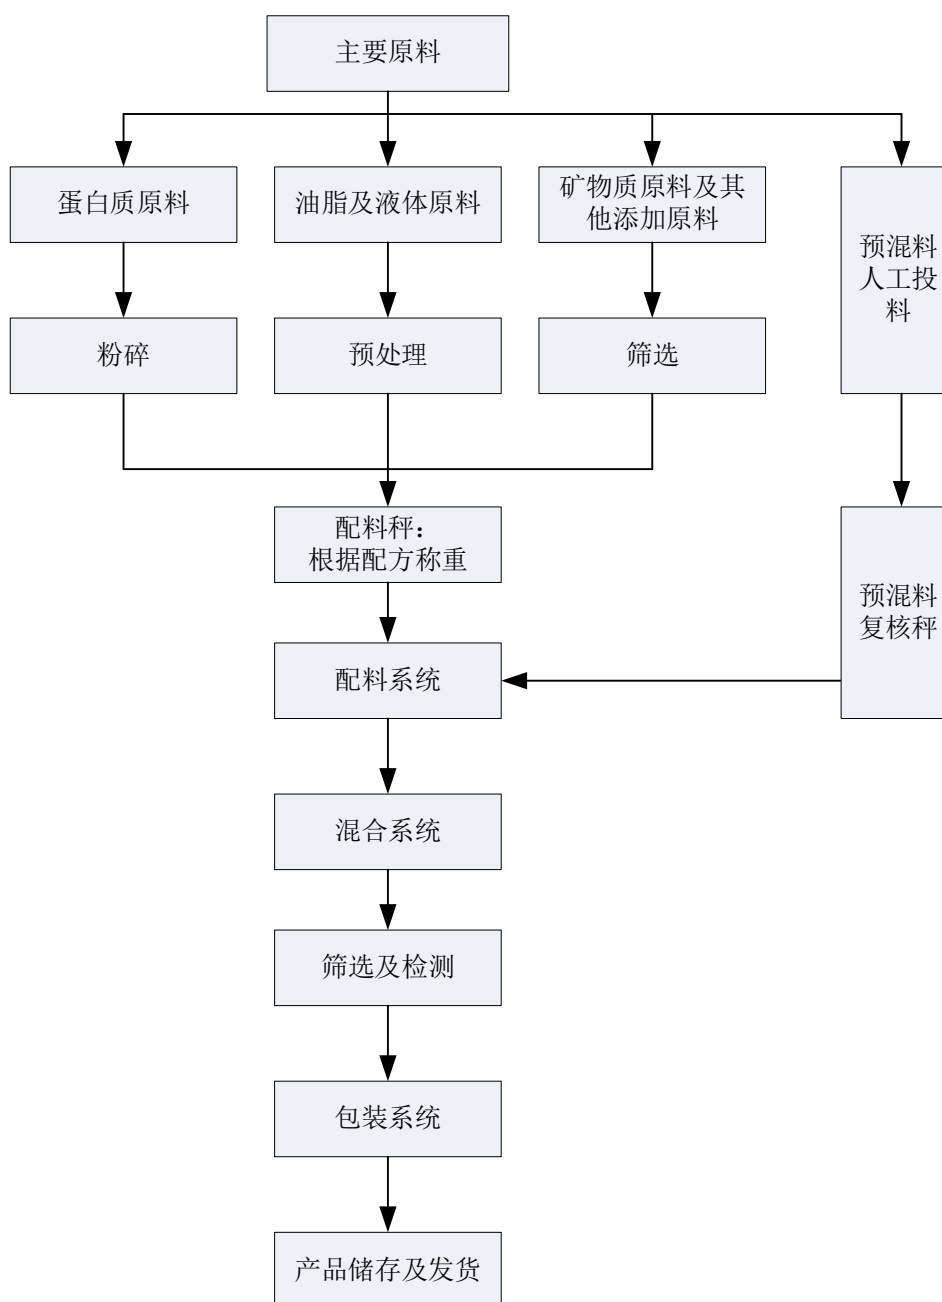 主要原料
蛋白质原料
油脂及液体原料
矿物质原料及其
他添加原料
预混料
人工投
料
粉碎
预处理
筛选
配料秤：
根据配方称重
预混料
复核秤
配料系统
混合系统
筛选及检测
包装系统
产品储存及发货